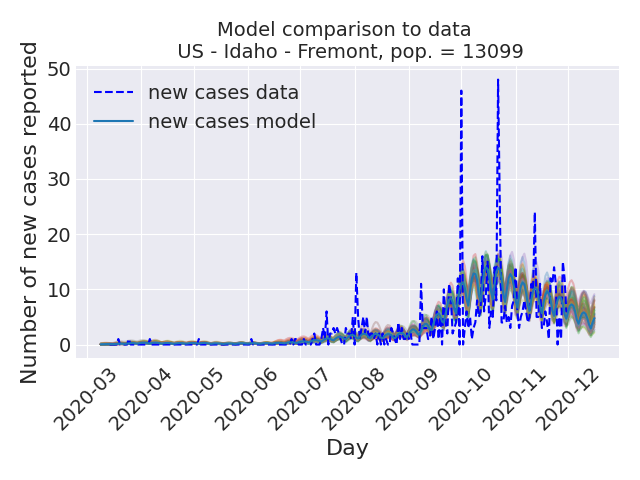 Model comparison to data
US - Idaho - Fremont, pop. = 13099
Number of new cases reported
50
40
30
20
10
0
new cases data
new cases model
2020-03
2020-04
2020-05
2020-06
2020-07
2020-08
2020-09
2020-10
2020-11
2020-12
Day